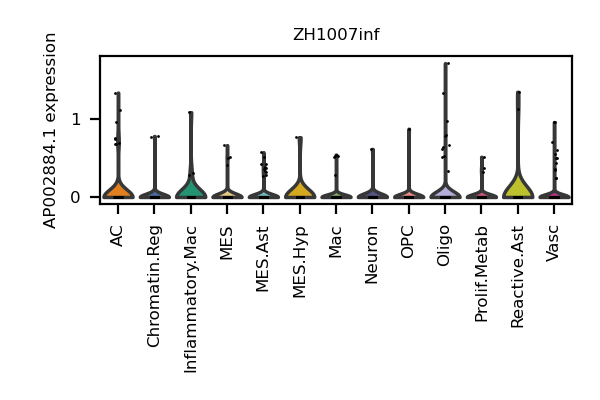 ZH1007inf
AP002884.1 expression
1
0
AC
Chromatin.Reg
Inflammatory.Mac
MES
MES.Ast
MES.Hyp
Mac
Neuron
OPC
Oligo
Prolif.Metab
Reactive.Ast
Vasc